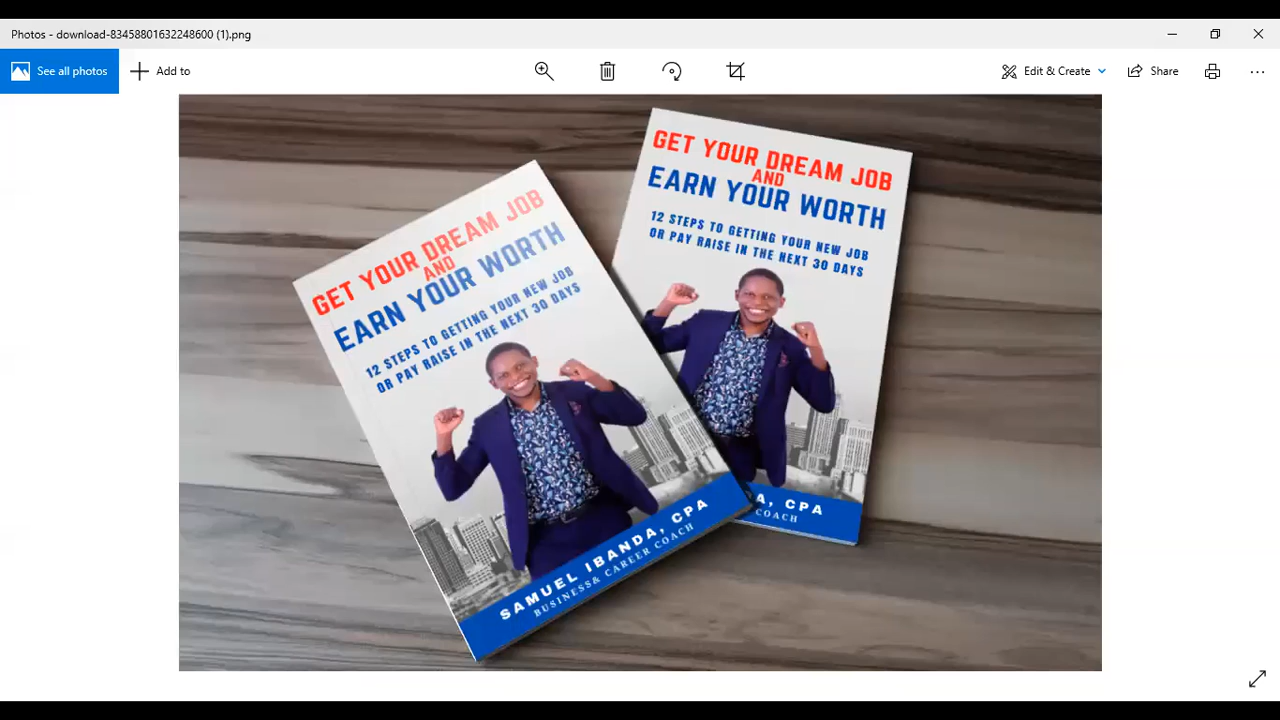 Photos - download-83458801632248600 (1).png
See all photos
Add to
Edit & Create
Share
GET YOUR DREAM JOB
AND
EARN YOUR WORTH
12 STEPS TO GETTING YOUR NEW JOB
OR PAY RAISE IN THE NEXT 30 DAYS
SAMUEL IBANDA, CPA
BUSINESS& CAREER COACH
GET YOUR DREAM JOB
AND
EARN YOUR WORTH
12 STEPS TO GETTING YOUR NEW JOB
OR PAY RAISE IN THE NEXT 30 DAYS
A, CPA
COACH